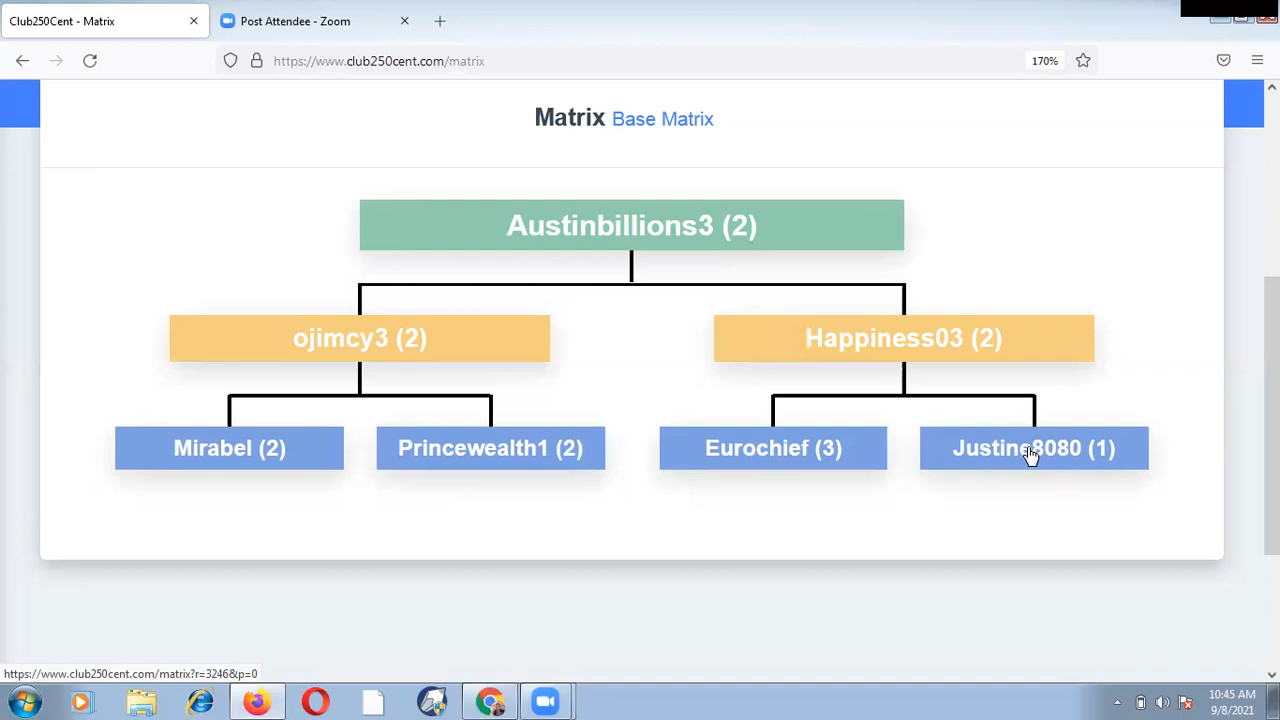 Club250Cent - Matrix
Post Attendee - Zoom
https://www.club250cent.com/matrix
170%
Matrix Base Matrix
Austinbillions3 (2)
ojimcy3 (2)
Happiness03 (2)
Mirabel (2)
Princewealth1 (2)
Eurochief (3)
Justine8080 (1)
https://www.club250cent.com/matrix?r=3246&p=0
10:45 AM
9/8/2021